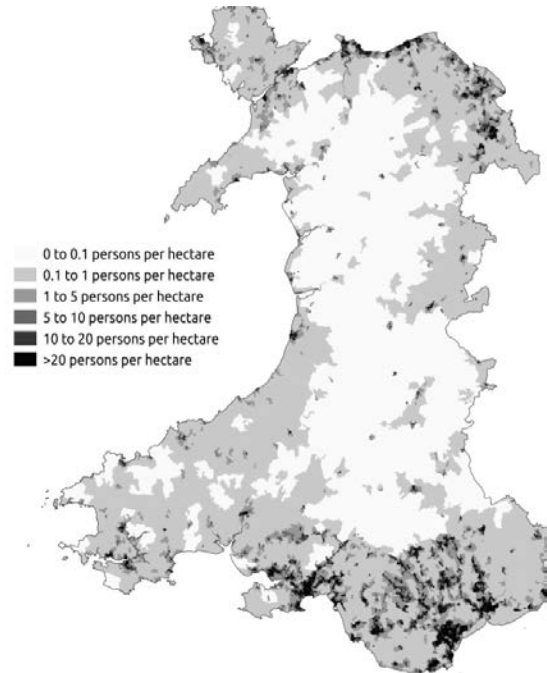 0 to 0.1 persons per hectare
0.1 to 1 persons per hectare
1 to 5 persons per hectare
5 to 10 persons per hectare
10 to 20 persons per hectare
>20 persons per hectare